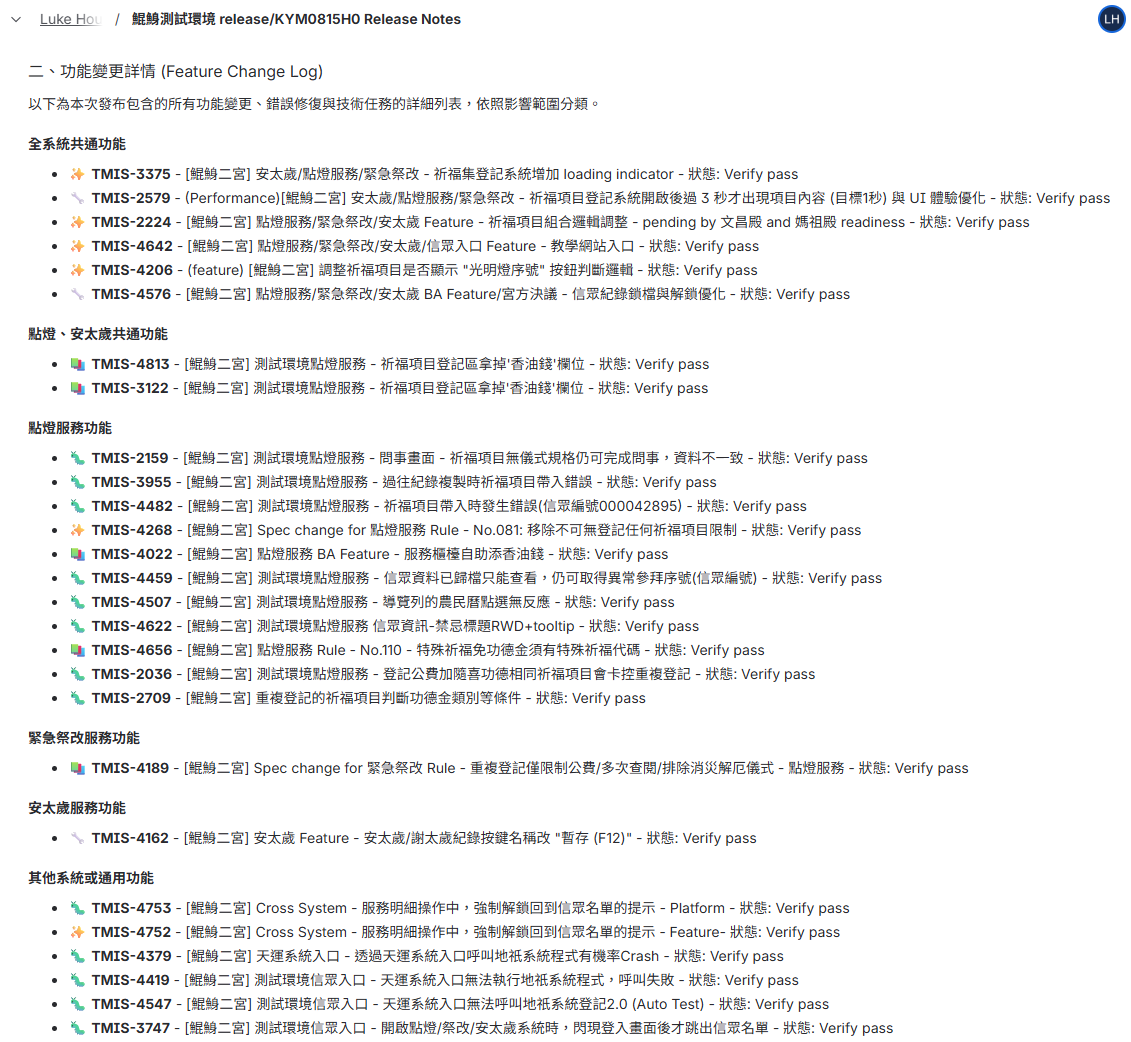 Luke Hou / 鯤鯓測試環境 release/KYM0815H0 Release Notes
LH
二、功能變更詳情 (Feature Change Log)
以下為本次發布包含的所有功能變更、錯誤修復與技術任務的詳細列表，依照影響範圍分類。
全系統共通功能
• ✨ TMIS-3375 - [鯤鯓二宮] 安太歲/點燈服務/緊急祭改 - 祈福集登記系統增加 loading indicator - 狀態: Verify pass
• 🔧 TMIS-2579 - (Performance)[鯤鯓二宮] 安太歲/點燈服務/緊急祭改 - 祈福項目登記系統開啟後過 3 秒才出現項目內容 (目標1秒) 與 UI 體驗優化 - 狀態: Verify pass
• ✨ TMIS-2224 - [鯤鯓二宮] 點燈服務/緊急祭改/安太歲 Feature - 祈福項目組合邏輯調整 - pending by 文昌殿 and 媽祖殿 readiness - 狀態: Verify pass
• ✨ TMIS-4642 - [鯤鯓二宮] 點燈服務/緊急祭改/安太歲/信眾入口 Feature - 教學網站入口 - 狀態: Verify pass
• ✨ TMIS-4206 - (feature) [鯤鯓二宮] 調整祈福項目是否顯示 "光明燈序號" 按鈕判斷邏輯 - 狀態: Verify pass
• 🔧 TMIS-4576 - [鯤鯓二宮] 點燈服務/緊急祭改/安太歲 BA Feature/宮方決議 - 信眾紀錄鎖檔與解鎖優化 - 狀態: Verify pass
點燈、安太歲共通功能
• 📚 TMIS-4813 - [鯤鯓二宮] 測試環境點燈服務 - 祈福項目登記區拿掉'香油錢'欄位 - 狀態: Verify pass
• 📚 TMIS-3122 - [鯤鯓二宮] 測試環境點燈服務 - 祈福項目登記區拿掉'香油錢'欄位 - 狀態: Verify pass
點燈服務功能
• 🐛 TMIS-2159 - [鯤鯓二宮] 測試環境點燈服務 - 問事畫面 - 祈福項目無儀式規格仍可完成問事，資料不一致 - 狀態: Verify pass
• 🐛 TMIS-3955 - [鯤鯓二宮] 測試環境點燈服務 - 過往紀錄複製時祈福項目帶入錯誤 - 狀態: Verify pass
• 🐛 TMIS-4482 - [鯤鯓二宮] 測試環境點燈服務 - 祈福項目帶入時發生錯誤(信眾編號000042895) - 狀態: Verify pass
• ✨ TMIS-4268 - [鯤鯓二宮] Spec change for 點燈服務 Rule - No.081: 移除不可無登記任何祈福項目限制 - 狀態: Verify pass
• 📚 TMIS-4022 - [鯤鯓二宮] 點燈服務 BA Feature - 服務櫃檯自助添香油錢 - 狀態: Verify pass
• 🐛 TMIS-4459 - [鯤鯓二宮] 測試環境點燈服務 - 信眾資料已歸檔只能查看，仍可取得異常參拜序號(信眾編號) - 狀態: Verify pass
• 🐛 TMIS-4507 - [鯤鯓二宮] 測試環境點燈服務 - 導覽列的農民曆點選無反應 - 狀態: Verify pass
• 🐛 TMIS-4622 - [鯤鯓二宮] 測試環境點燈服務 信眾資訊-禁忌標題RWD+tooltip - 狀態: Verify pass
• 📚 TMIS-4656 - [鯤鯓二宮] 點燈服務 Rule - No.110 - 特殊祈福免功德金須有特殊祈福代碼 - 狀態: Verify pass
• 🐛 TMIS-2036 - [鯤鯓二宮] 測試環境點燈服務 - 登記公費加隨喜功德相同祈福項目會卡控重複登記 - 狀態: Verify pass
• 🐛 TMIS-2709 - [鯤鯓二宮] 重複登記的祈福項目判斷功德金類別等條件 - 狀態: Verify pass
緊急祭改服務功能
• 📚 TMIS-4189 - [鯤鯓二宮] Spec change for 緊急祭改 Rule - 重複登記僅限制公費/多次查閱/排除消災解厄儀式 - 點燈服務 - 狀態: Verify pass
安太歲服務功能
• 🔧 TMIS-4162 - [鯤鯓二宮] 安太歲 Feature - 安太歲/謝太歲紀錄按鍵名稱改 "暫存 (F12)" - 狀態: Verify pass
其他系統或通用功能
• 🐛 TMIS-4753 - [鯤鯓二宮] Cross System - 服務明細操作中，強制解鎖回到信眾名單的提示 - Platform - 狀態: Verify pass
• ✨ TMIS-4752 - [鯤鯓二宮] Cross System - 服務明細操作中，強制解鎖回到信眾名單的提示 - Feature- 狀態: Verify pass
• 🐛 TMIS-4379 - [鯤鯓二宮] 天運系統入口 - 透過天運系統入口呼叫地祇系統程式有機率Crash - 狀態: Verify pass
• 🐛 TMIS-4419 - [鯤鯓二宮] 測試環境信眾入口 - 天運系統入口無法執行地祇系統程式，呼叫失敗 - 狀態: Verify pass
• 🐛 TMIS-4547 - [鯤鯓二宮] 測試環境信眾入口 - 天運系統入口無法呼叫地祇系統登記2.0 (Auto Test) - 狀態: Verify pass
• 🐛 TMIS-3747 - [鯤鯓二宮] 測試環境信眾入口 - 開啟點燈/祭改/安太歲系統時，閃現登入畫面後才跳出信眾名單 - 狀態: Verify pass